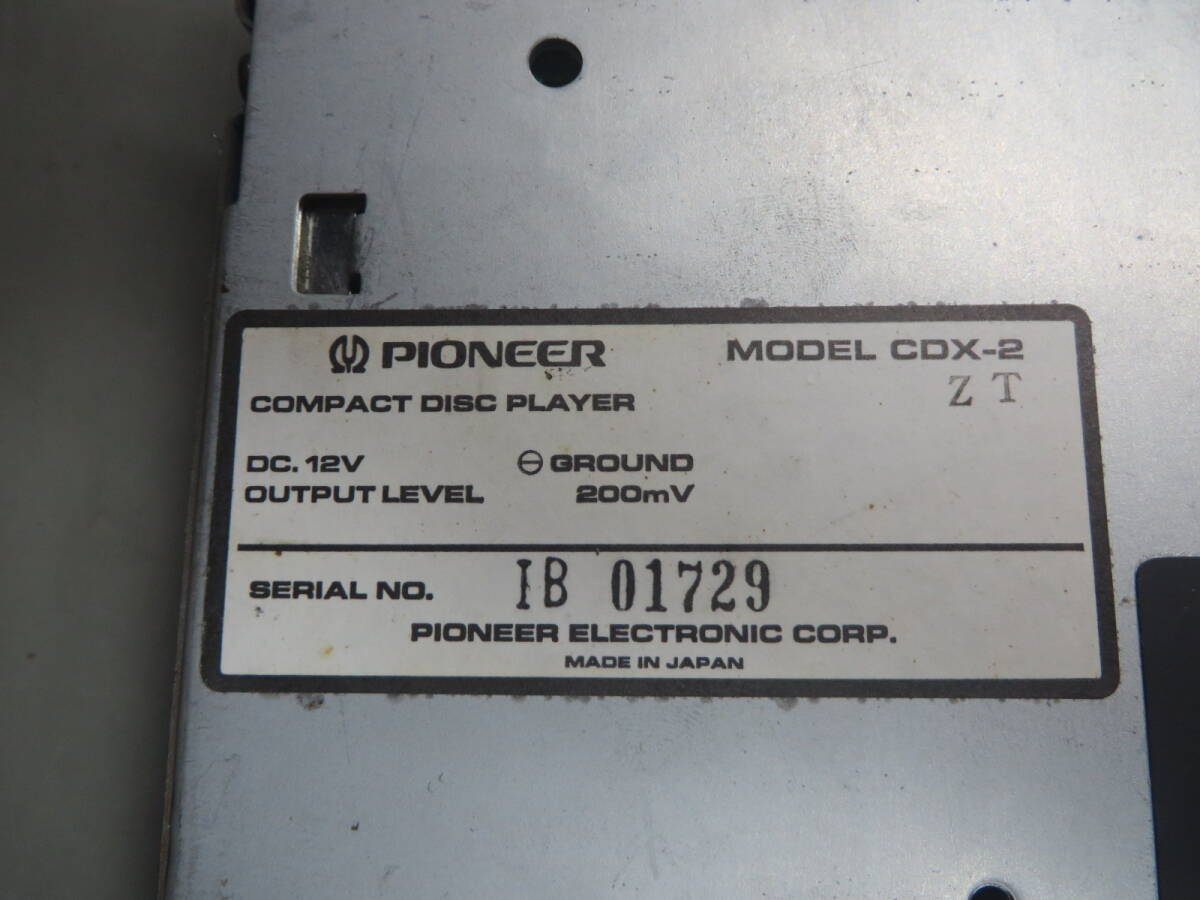 PIONEER MODEL CDX-2
COMPACT DISC PLAYER ZT
DC. 12V ⊖ GROUND
OUTPUT LEVEL 200mV
SERIAL NO. IB 01729
PIONEER ELECTRONIC CORP.
MADE IN JAPAN